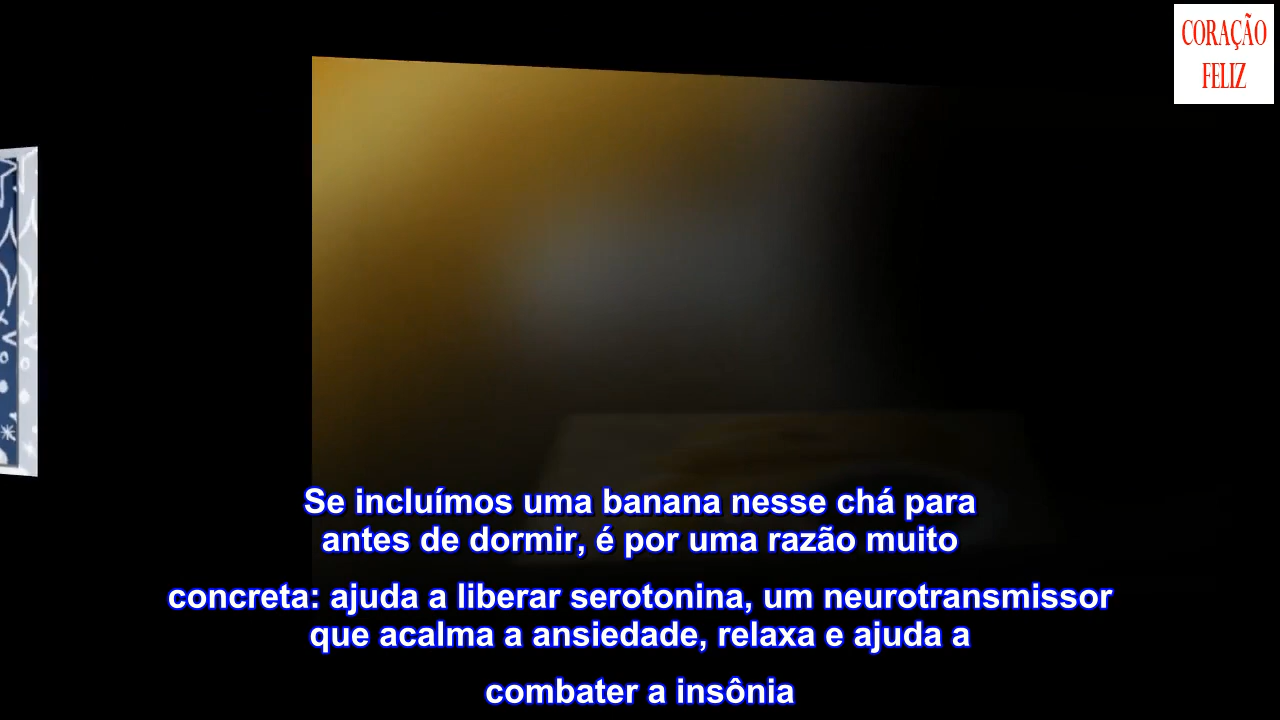 CORAÇÃO
FELIZ
Se incluímos uma banana nesse chá para
antes de dormir, é por uma razão muito
concreta: ajuda a liberar serotonina, um neurotransmissor
que acalma a ansiedade, relaxa e ajuda a
combater a insônia